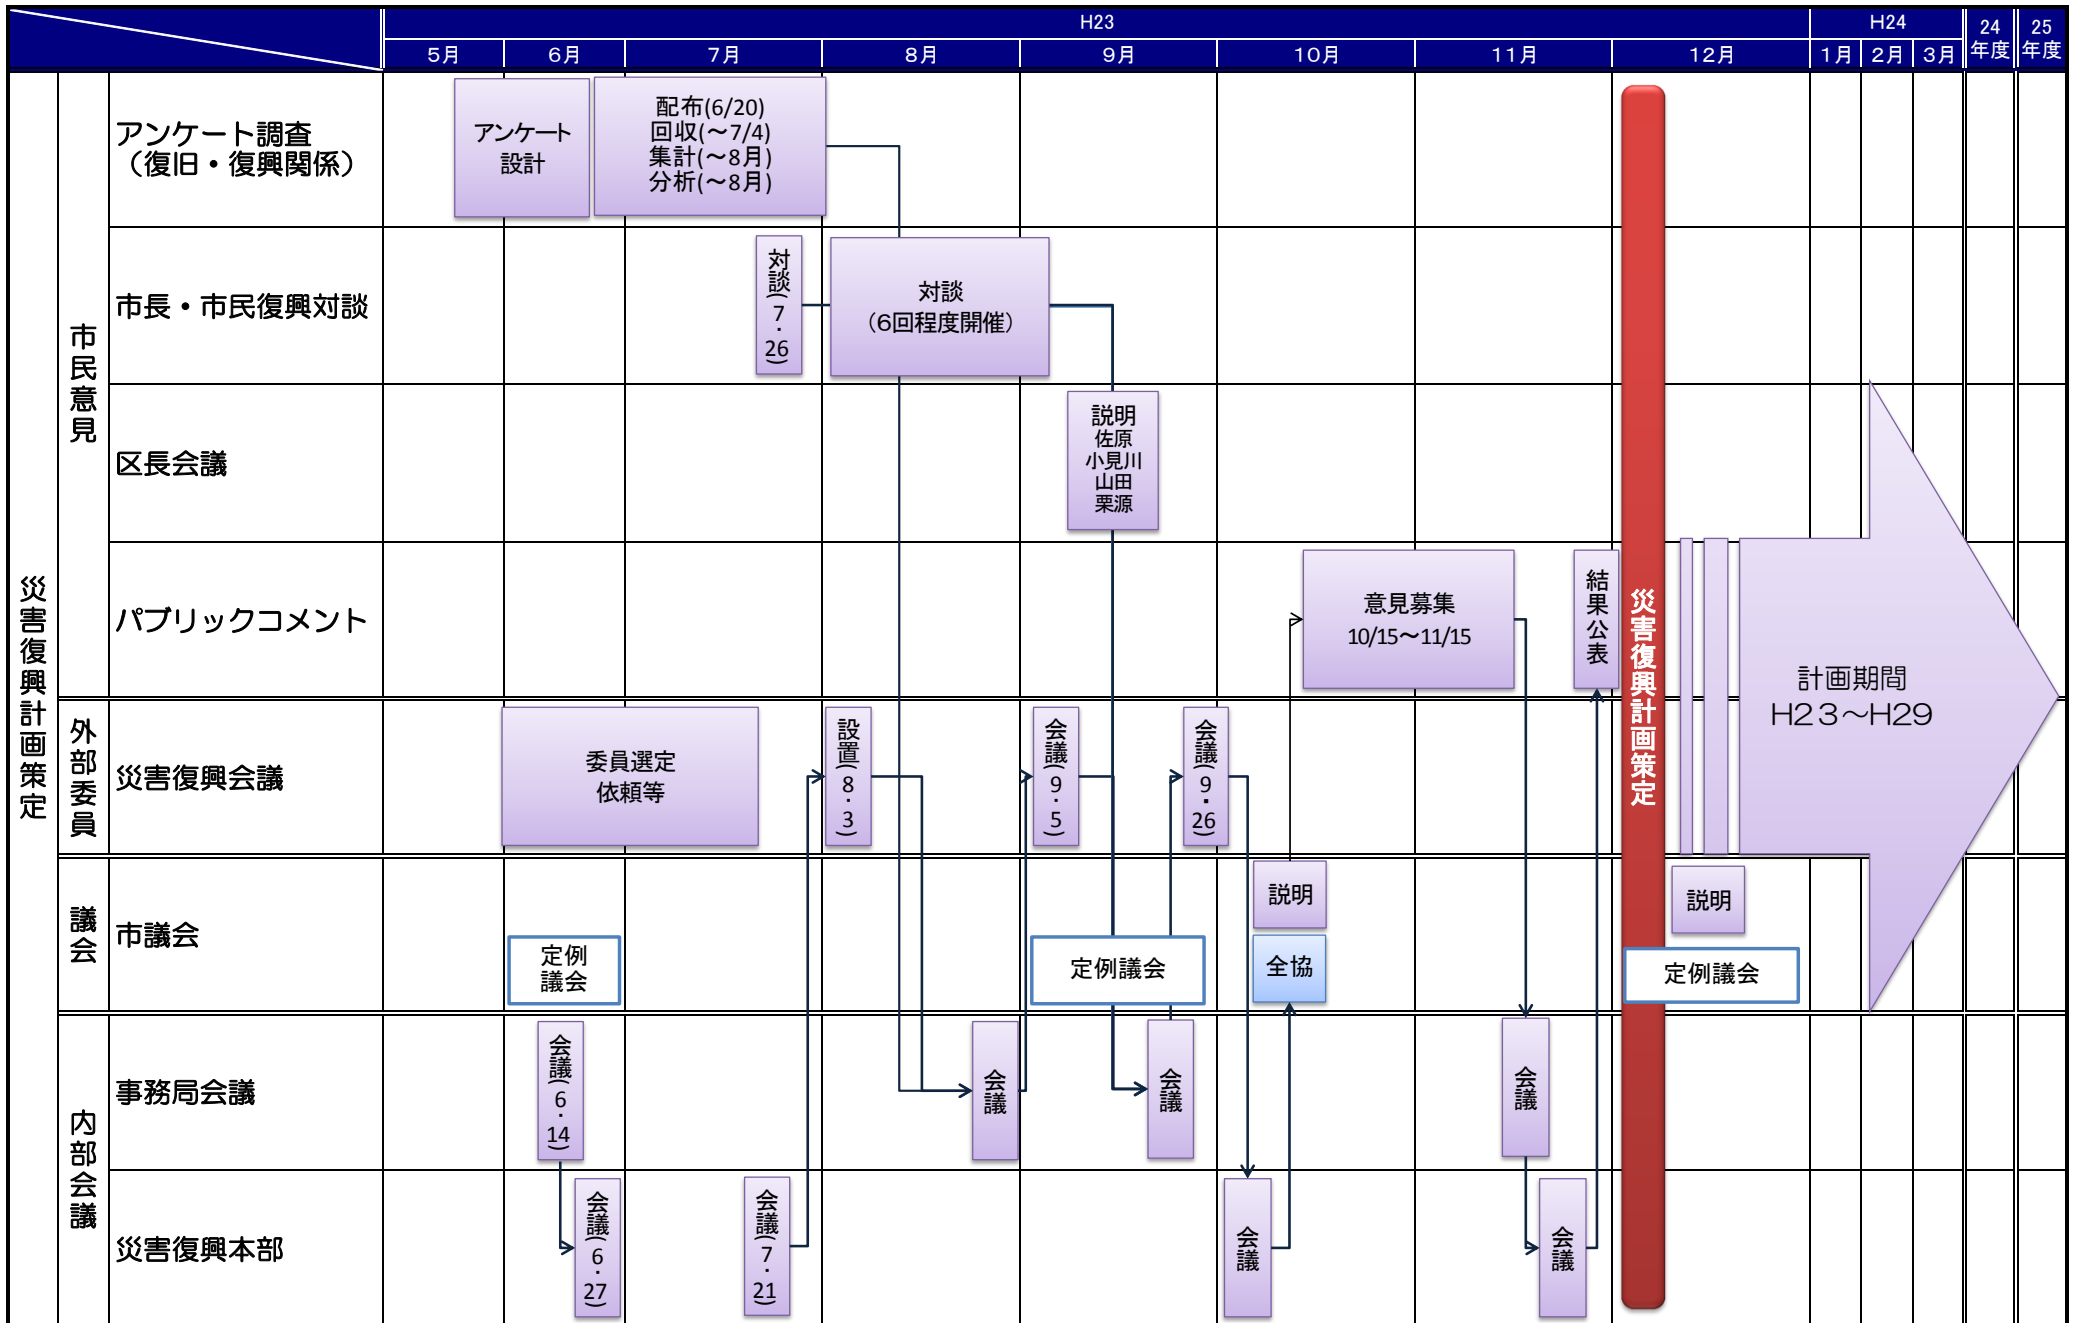 H23
H24
24
年度
25
年度
5月
6月
7月
8月
9月
10月
11月
12月
1月
2月
3月
災害復興計画策定
市民意見
アンケート調査
（復旧・復興関係）
アンケート
設計
配布(6/20)
回収(～7/4)
集計(～8月)
分析(～8月)
市長・市民復興対談
対談(7・26)
対談
（6回程度開催）
区長会議
説明
佐原
小見川
山田
栗源
パブリックコメント
意見募集
10/15～11/15
結果公表
災害復興計画策定
計画期間
H23～H29
外部委員
災害復興会議
委員選定
依頼等
設置(8・3)
会議(9・5)
会議(9・26)
議会
市議会
定例
議会
定例議会
説明
全協
説明
定例議会
内部会議
事務局会議
会議(6・14)
会議
会議
会議
災害復興本部
会議(6・27)
会議(7・21)
会議
会議